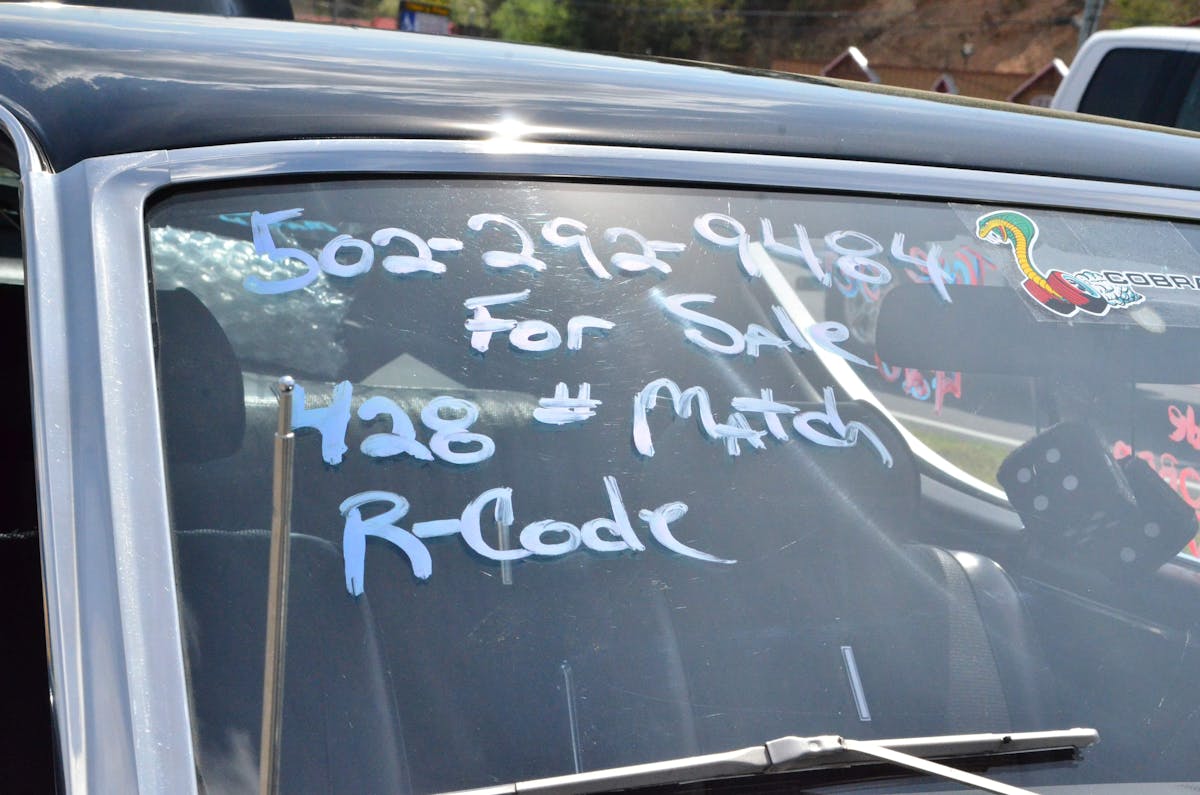 502-292-9484
COBRA
For Sale
428 # Match
R-Code